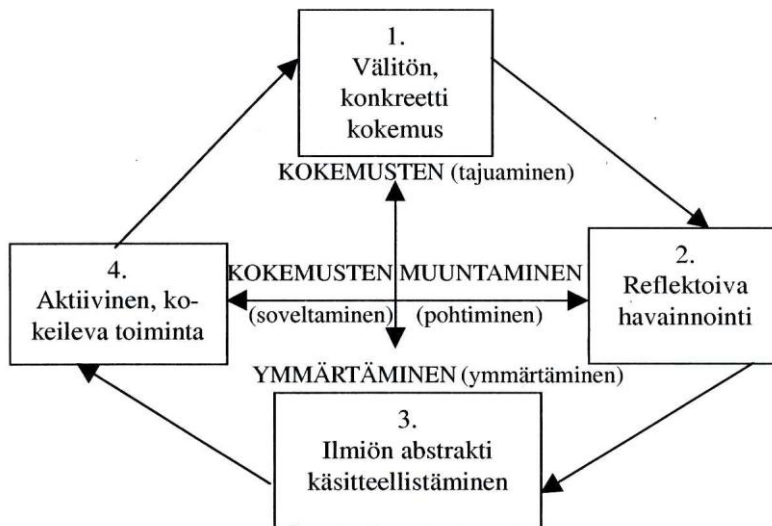 1.
Välitön,
konkreetti
kokemus
KOKEMUSTEN (tajuaminen)
4.
Aktiivinen, ko-
keileva toiminta
KOKEMUSTEN MUUNTAMINEN
(soveltaminen) (pohtiminen)
2.
Reflektoiva
havainnointi
YMMÄRTÄMINEN (ymmärtäminen)
3.
Ilmiön abstrakti
käsitteellistäminen